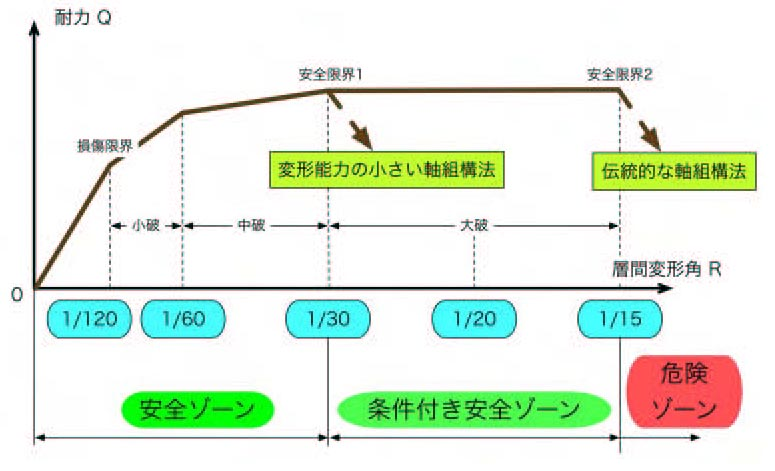 耐力 Q
安全限界1
安全限界2
損傷限界
変形能力の小さい軸組構法
伝統的な軸組構法
小破
中破
大破
層間変形角 R
0
1/120
1/60
1/30
1/20
1/15
安全ゾーン
条件付き安全ゾーン
危険
ゾーン